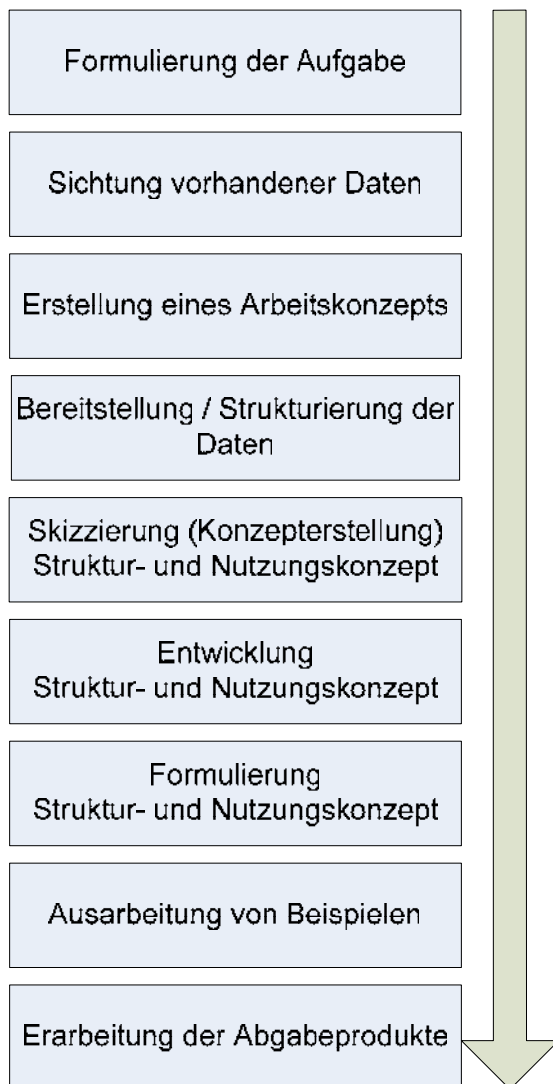 Formulierung der Aufgabe
Sichtung vorhandener Daten
Erstellung eines Arbeitskonzepts
Bereitstellung / Strukturierung der
Daten
Skizzierung (Konzepterstellung)
Struktur- und Nutzungskonzept
Entwicklung
Struktur- und Nutzungskonzept
Formulierung
Struktur- und Nutzungskonzept
Ausarbeitung von Beispielen
Erarbeitung der Abgabeprodukte